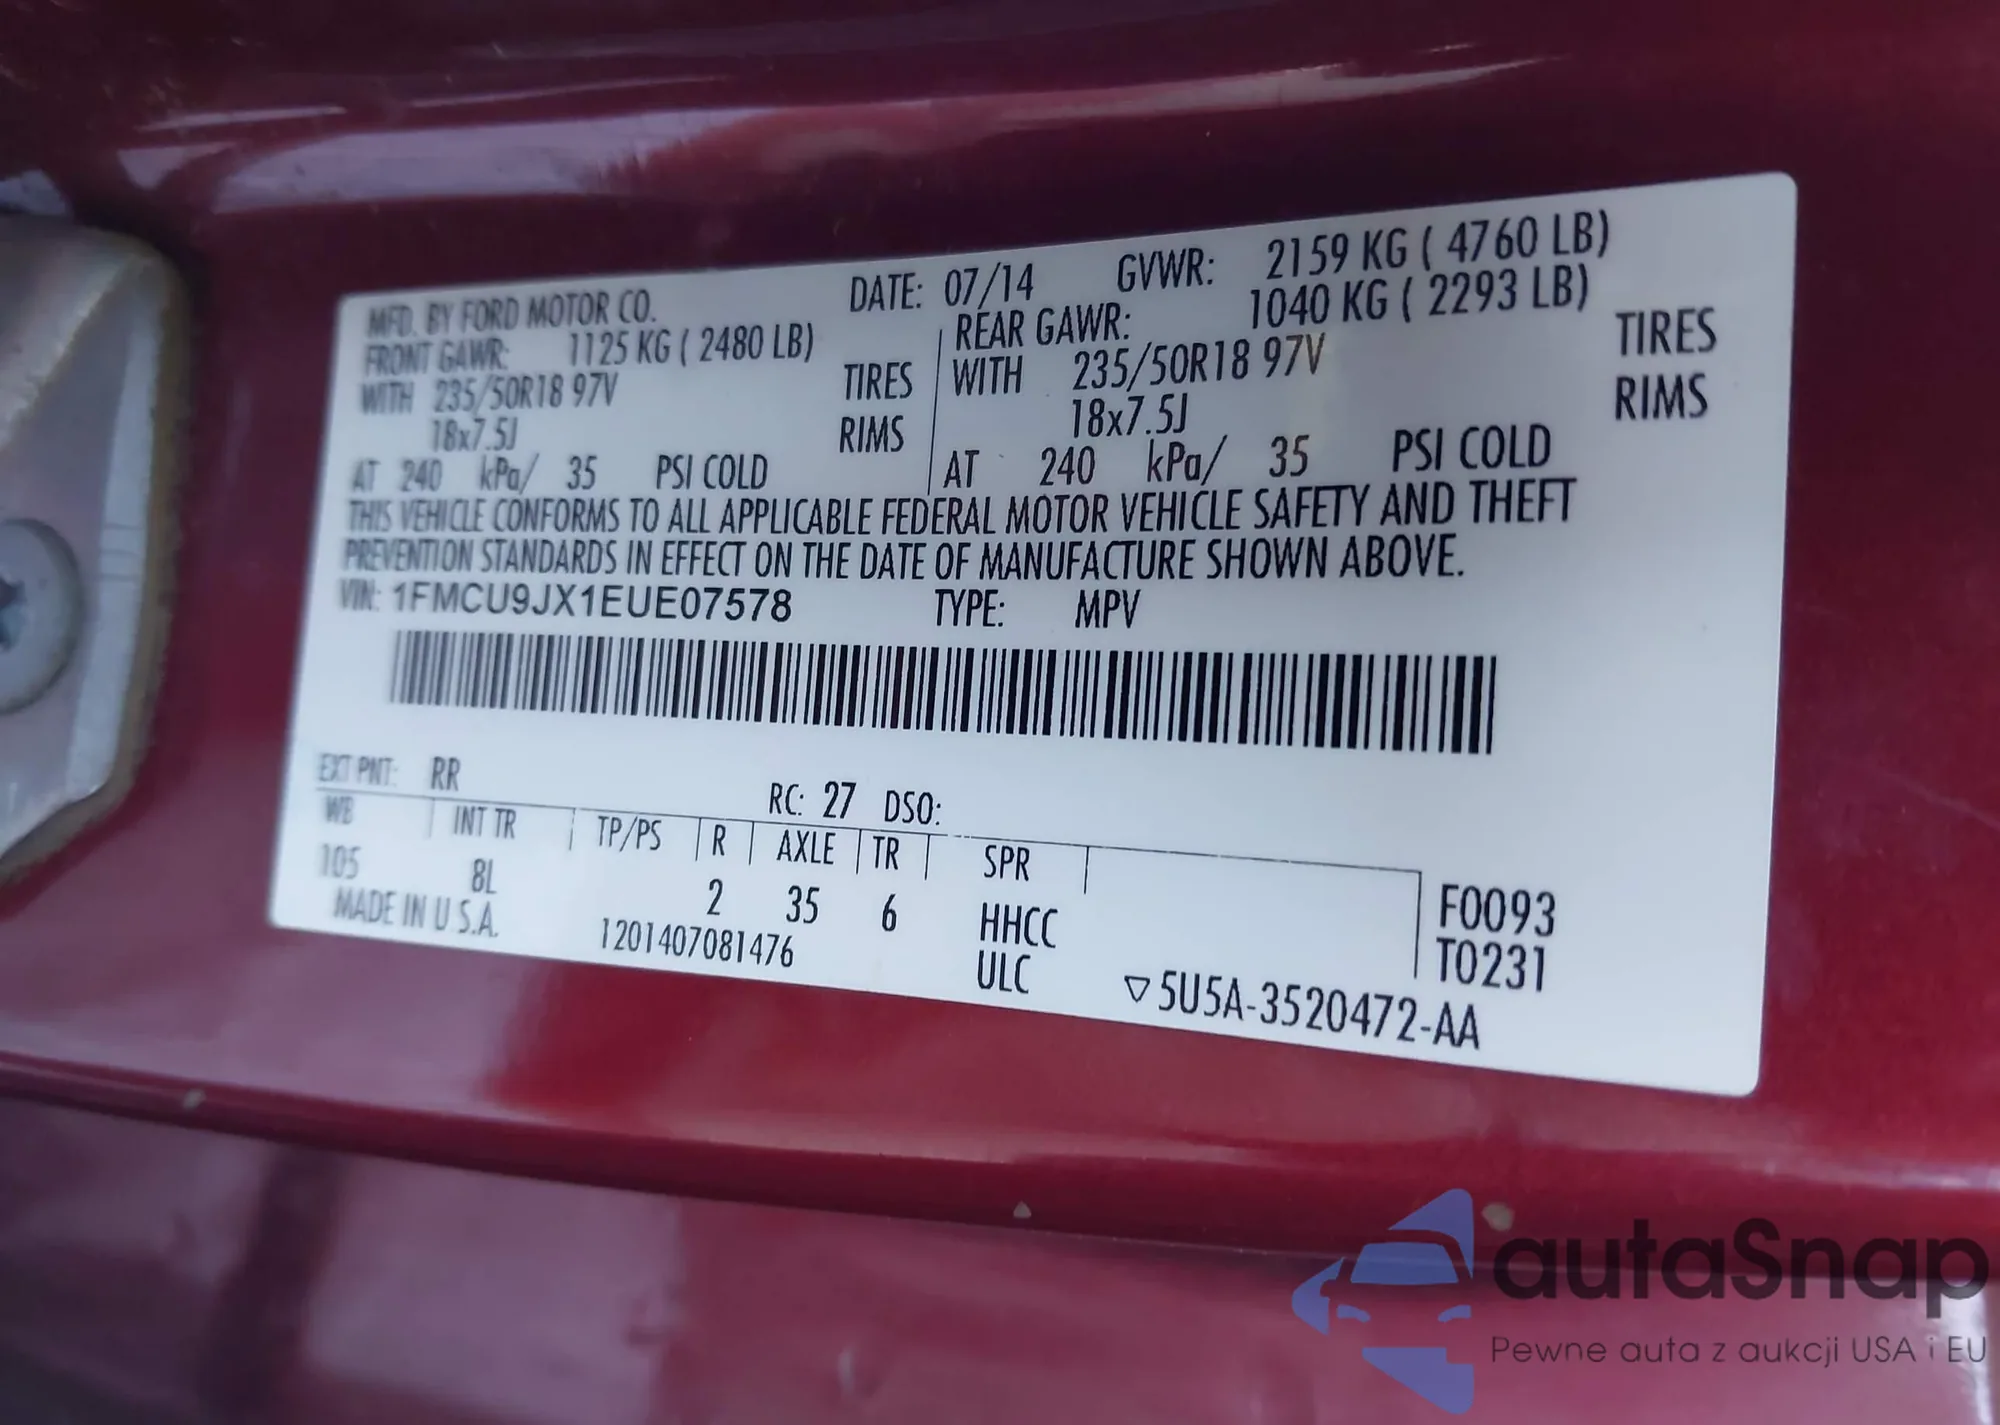 MFD. BY FORD MOTOR CO. DATE: 07/14 GVWR: 2159 KG ( 4760 LB)
FRONT GAWR: 1125 KG ( 2480 LB) REAR GAWR: 1040 KG ( 2293 LB)
WITH 235/50R18 97V TIRES WITH 235/50R18 97V TIRES
18x7.5J RIMS 18x7.5J RIMS
AT 240 kPa/ 35 PSI COLD AT 240 kPa/ 35 PSI COLD
THIS VEHICLE CONFORMS TO ALL APPLICABLE FEDERAL MOTOR VEHICLE SAFETY AND THEFT
PREVENTION STANDARDS IN EFFECT ON THE DATE OF MANUFACTURE SHOWN ABOVE.
VIN: 1FMCU9JX1EUE07578 TYPE: MPV
EXT PNT: RR RC: 27 DSO:
WB INT TR TP/PS R AXLE TR SPR
105 8L 2 35 6 HHCC F0093
MADE IN U.S.A. 1201407081476 ULC T0231
▽5U5A-3520472-AA
autaSnap
Pewne auta z aukcji USA i EU